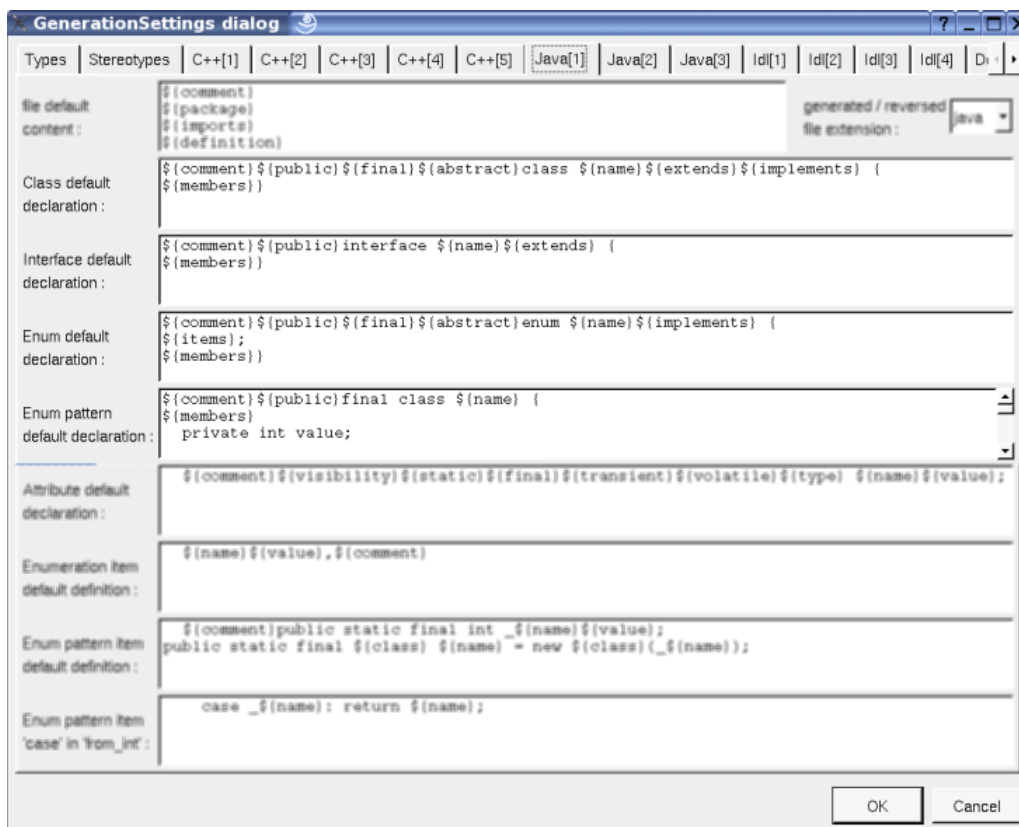 GenerationSettings dialog
Types Stereotypes C++[1] C++[2] C++[3] C++[4] C++[5] Java[1] Java[2] Java[3] Idl[1] Idl[2] Idl[3] Idl[4]
file default content :
${comment}
${package}
${imports}
${definition}
generated / reversed file extension :
java
Class default declaration :
${comment}${public}${final}${abstract}class ${name}${extends}${implements} {
${members}}
Interface default declaration :
${comment}${public}interface ${name}${extends} {
${members}}
Enum default declaration :
${comment}${public}${final}${abstract}enum ${name}${implements} {
${items};
${members}}
Enum pattern default declaration :
${comment}${public}final class ${name} {
${members}
private int value;
Attribute default declaration :
${comment}${visibility}${static}${final}${transient}${volatile}${type} ${name}${value};
Enumeration item default definition :
${name}${value},${comment}
Enum pattern item default definition :
${comment}public static final int _${name}${value};
public static final ${class} ${name} = new ${class}(_${name});
Enum pattern item 'case' in 'from_int' :
case _${name}: return ${name};
OK Cancel